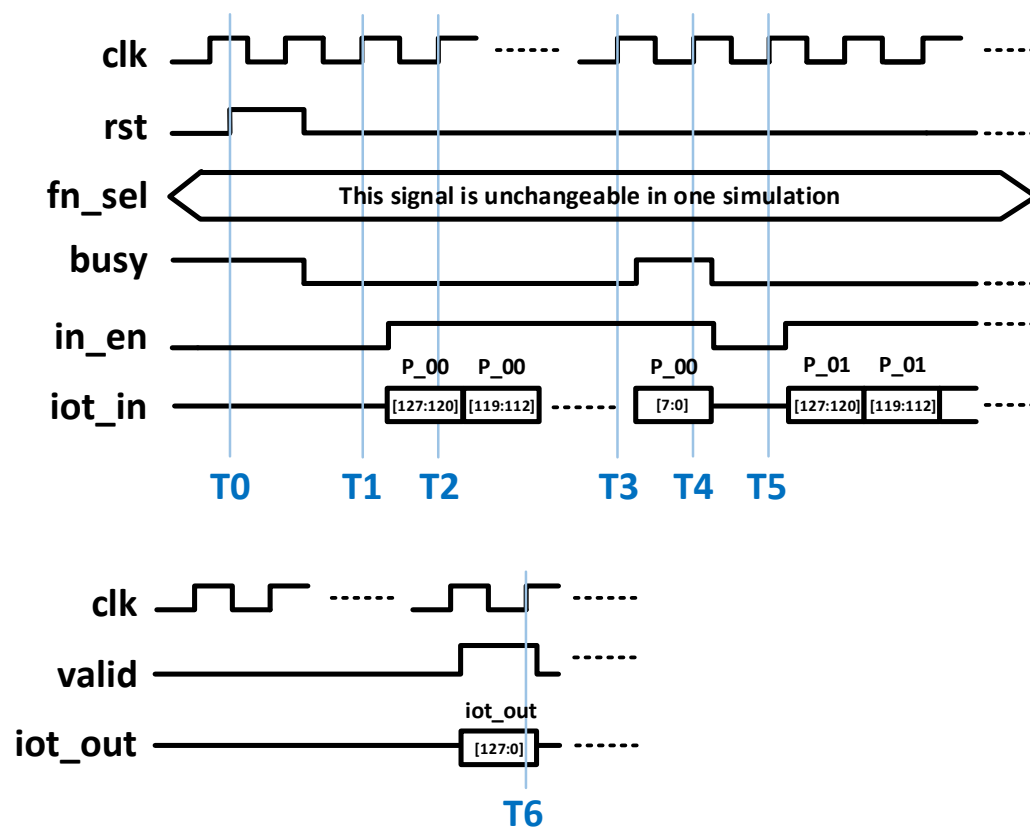 clk
rst
fn_sel
This signal is unchangeable in one simulation
busy
in_en
P_00 P_00 P_00 P_01 P_01
iot_in
[127:120] [119:112] [7:0] [127:120] [119:112]
T0 T1 T2 T3 T4 T5
clk
valid
iot_out
iot_out
[127:0]
T6